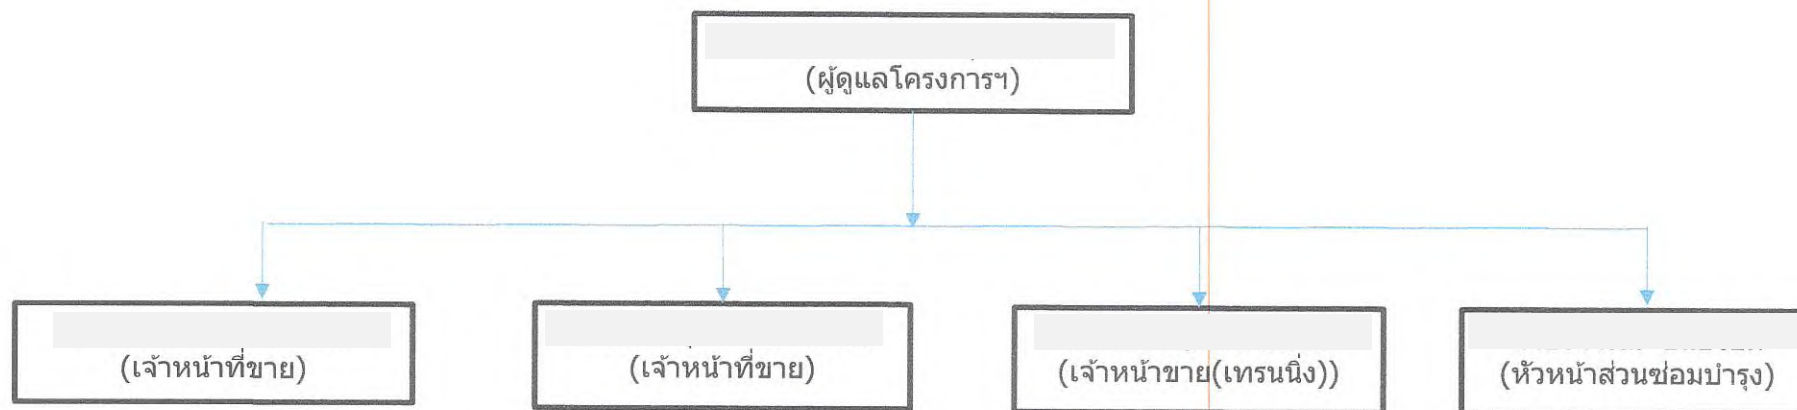 (ผู้ดูแลโครงการฯ)
(เจ้าหน้าที่ขาย)
(เจ้าหน้าที่ขาย)
(เจ้าหน้าขาย(เทรนนิ่ง))
(หัวหน้าส่วนซ่อมบำรุง)